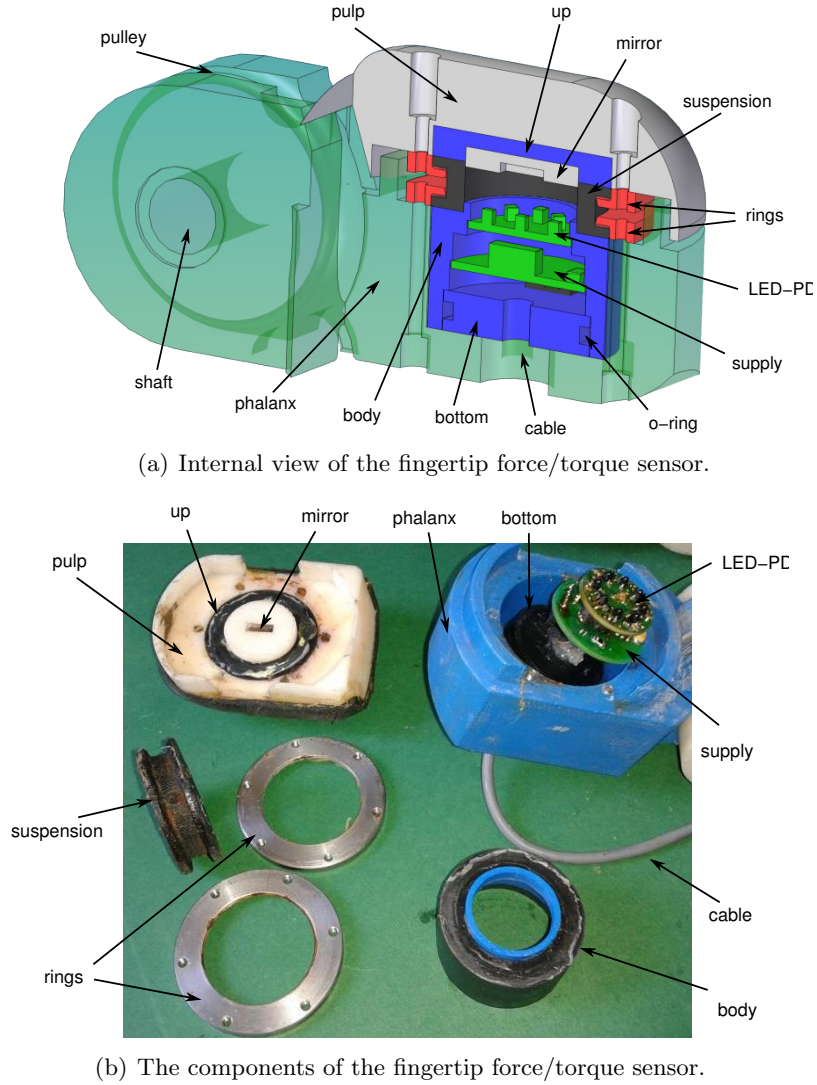 up
pulp
pulley
mirror
suspension
rings
LED-PD
supply
shaft
phalanx
body
bottom
cable
o-ring
(a) Internal view of the fingertip force/torque sensor.
up
mirror
phalanx
bottom
pulp
LED-PD
supply
suspension
cable
rings
body
(b) The components of the fingertip force/torque sensor.